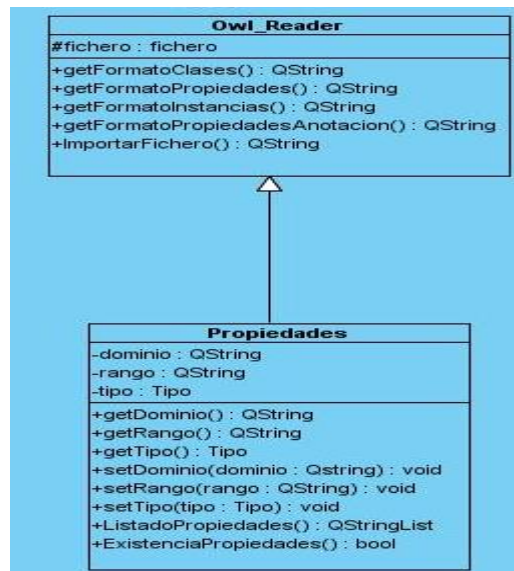 Owl_Reader
#fichero : fichero
+getFormatoClases() : QString
+getFormatoPropiedades() : QString
+getFormatoInstancias() : QString
+getFormatoPropiedadesAnotacion() : QString
+ImportarFichero() : QString
Propiedades
-dominio : QString
-rango : QString
-tipo : Tipo
+getDominio() : QString
+getRango() : QString
+getTipo() : Tipo
+setDominio(dominio : Qstring) : void
+setRango(rango : QString) : void
+setTipo(tipo : Tipo) : void
+ListadoPropiedades() : QStringList
+ExistenciaPropiedades() : bool